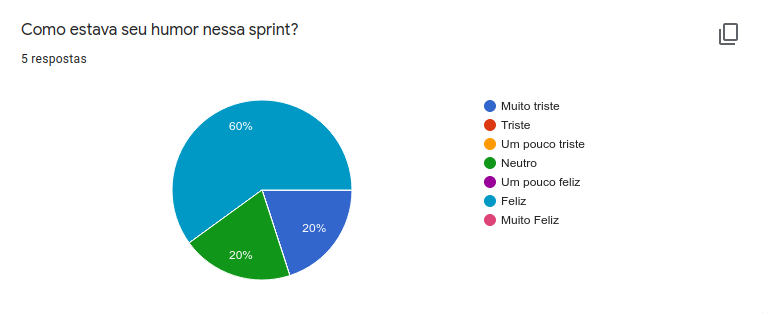 Como estava seu humor nessa sprint?
5 respostas
60%
20%
20%
Muito triste
Triste
Um pouco triste
Neutro
Um pouco feliz
Feliz
Muito Feliz